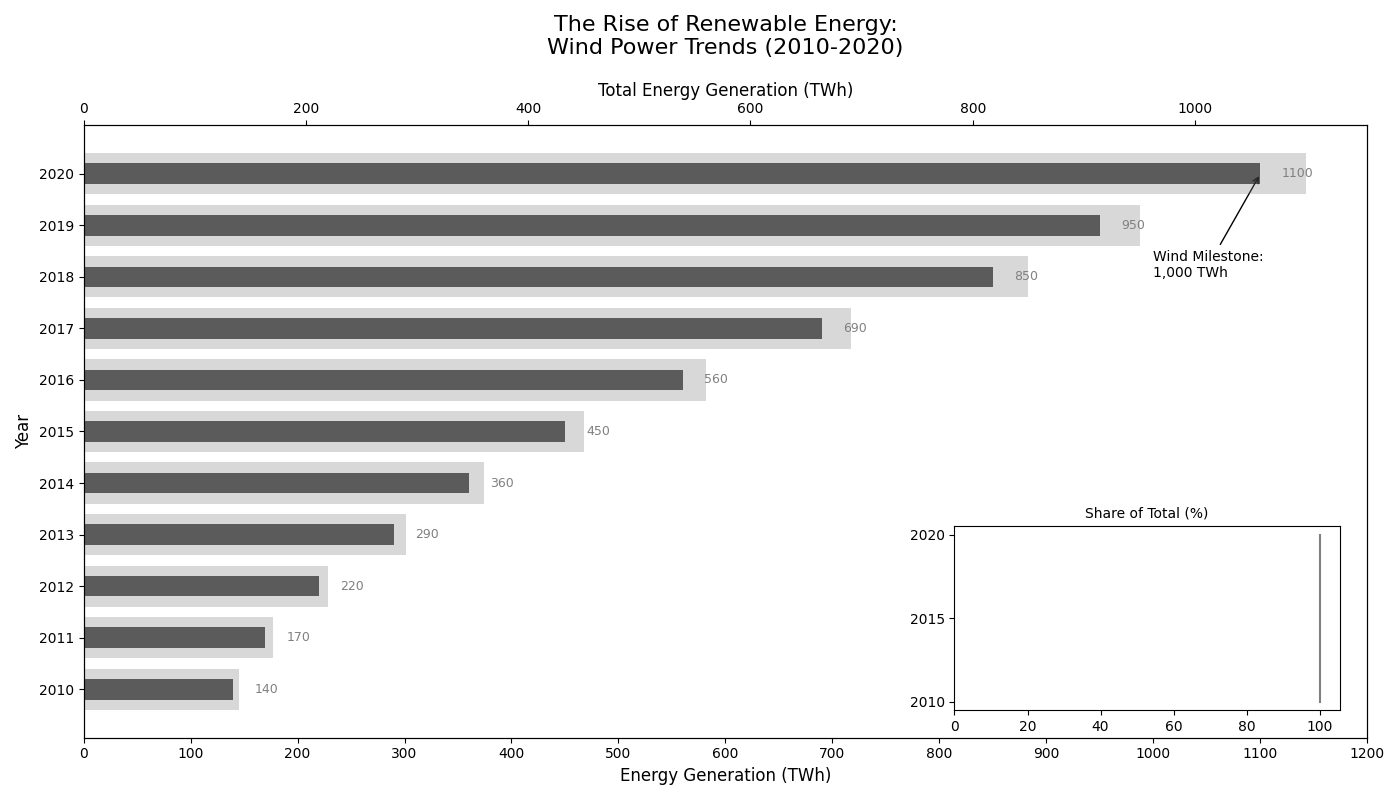 The Rise of Renewable Energy:
Wind Power Trends (2010-2020)
Total Energy Generation (TWh)
0 200 400 600 800 1000
2020 1100
2019 950
Wind Milestone:
1,000 TWh
2018 850
2017 690
2016 560
Year
2015 450
2014 360
2013 290
2012 220
2011 170
2010 140
Share of Total (%)
2020
2015
2010
0 20 40 60 80 100
0 100 200 300 400 500 600 700 800 900 1000 1100 1200
Energy Generation (TWh)